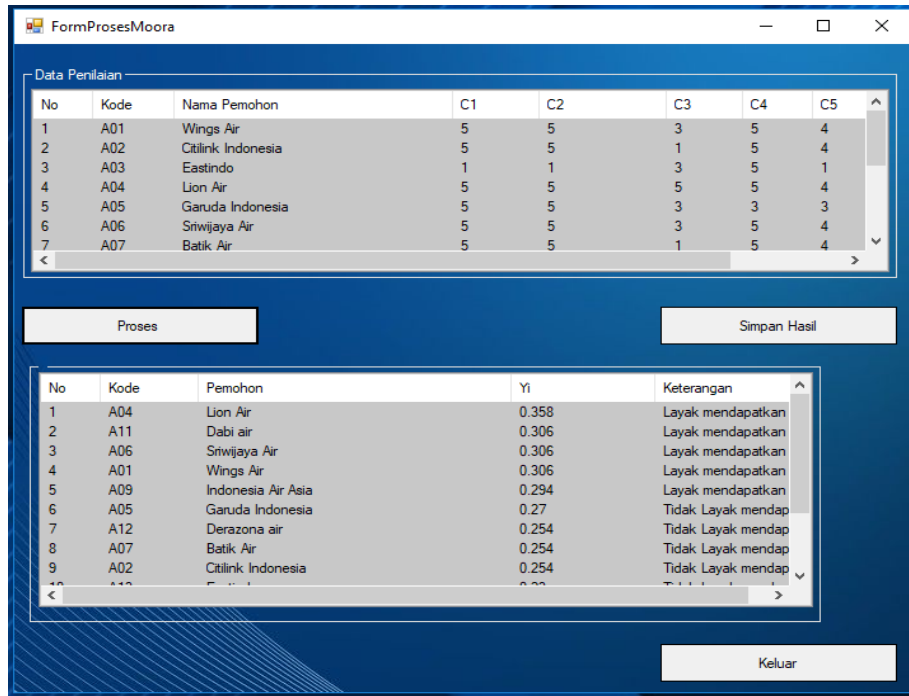 FormProsesMoora
Data Penilaian
No Kode Nama Pemohon C1 C2 C3 C4 C5
1 A01 Wings Air 5 5 3 5 4
2 A02 Citilink Indonesia 5 5 1 5 4
3 A03 Eastindo 1 1 3 5 1
4 A04 Lion Air 5 5 5 5 4
5 A05 Garuda Indonesia 5 5 3 3 3
6 A06 Sriwijaya Air 5 5 3 5 4
7 A07 Batik Air 5 5 1 5 4
Proses Simpan Hasil
No Kode Pemohon Yi Keterangan
1 A04 Lion Air 0.358 Layak mendapatkan
2 A11 Dabi air 0.306 Layak mendapatkan
3 A06 Sriwijaya Air 0.306 Layak mendapatkan
4 A01 Wings Air 0.306 Layak mendapatkan
5 A09 Indonesia Air Asia 0.294 Layak mendapatkan
6 A05 Garuda Indonesia 0.27 Tidak Layak mendap
7 A12 Derazona air 0.254 Tidak Layak mendap
8 A07 Batik Air 0.254 Tidak Layak mendap
9 A02 Citilink Indonesia 0.254 Tidak Layak mendap
Keluar